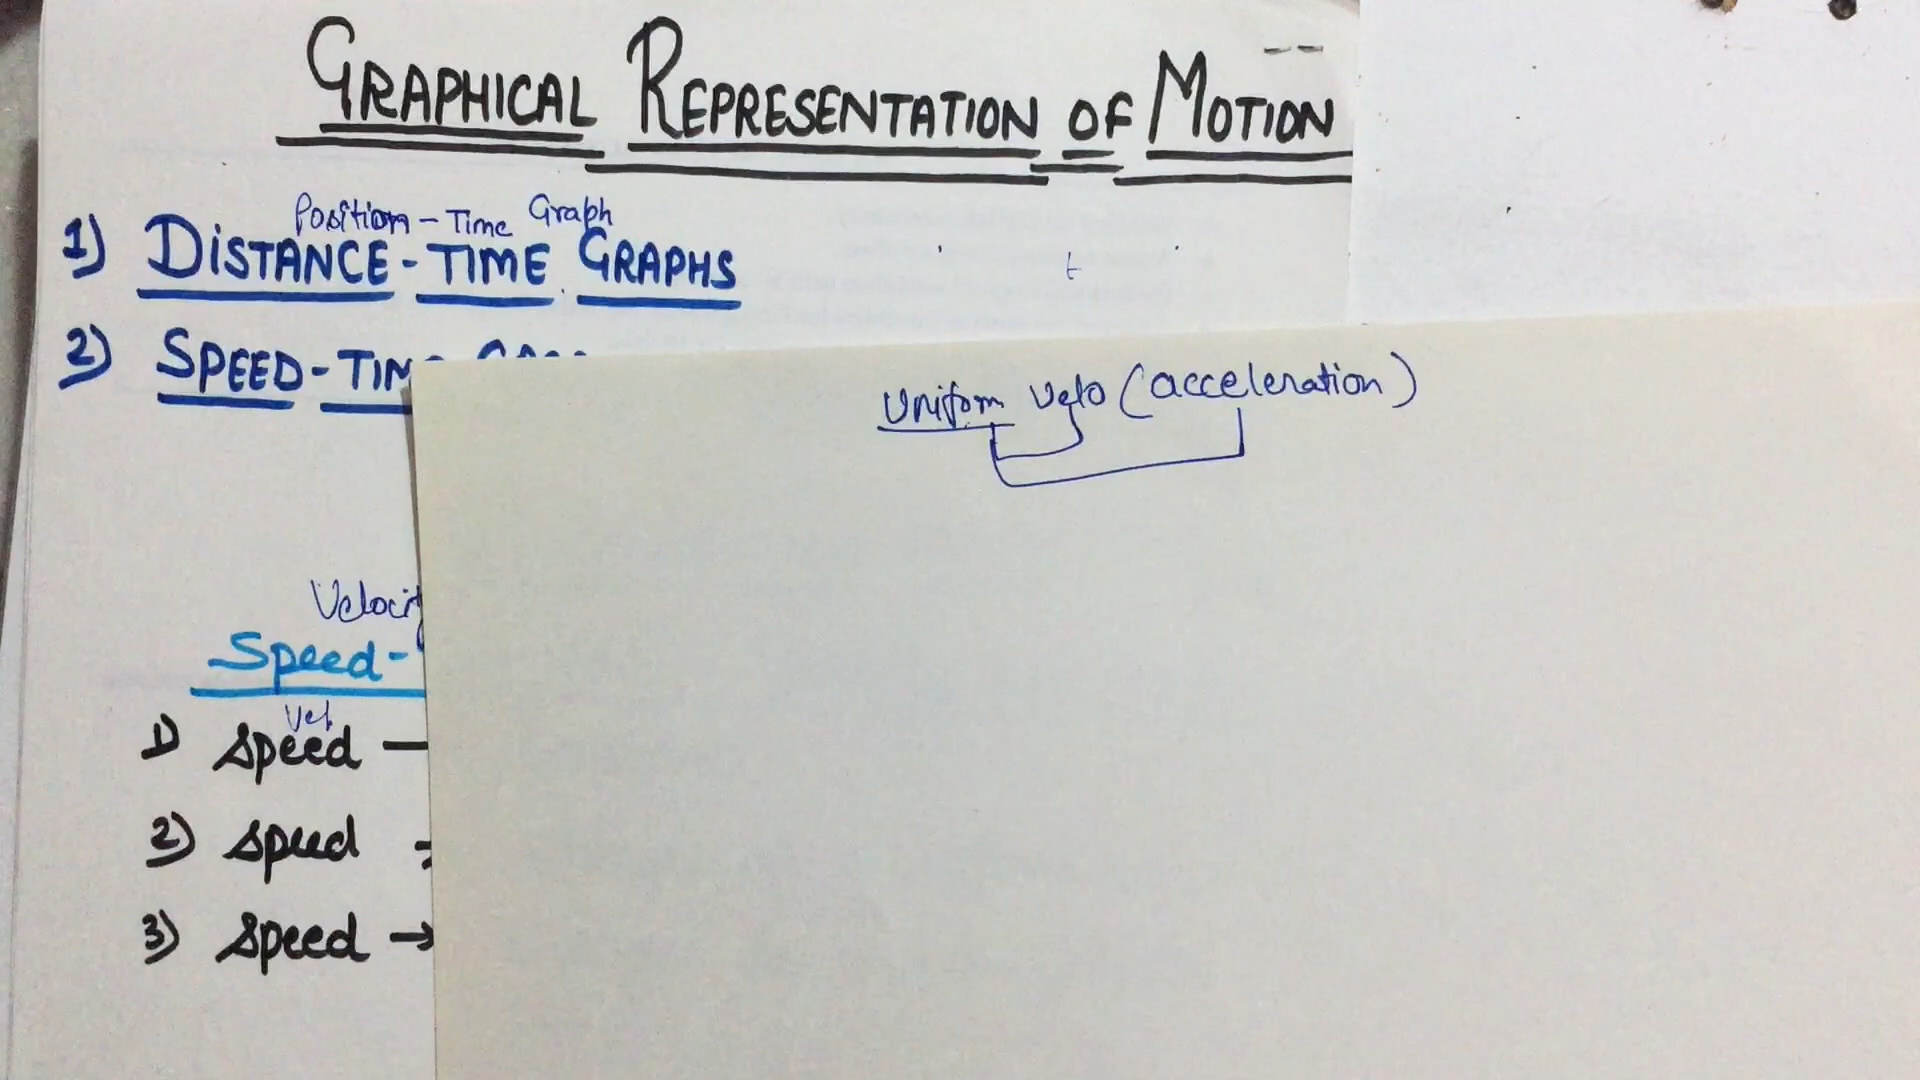 GRAPHICAL REPRESENTATION OF MOTION
Position - Time Graph
1) DISTANCE - TIME GRAPHS
2) SPEED - TIM
Uniform Velo (acceleration)
t
Velocit
Speed -
Vel
1) Speed —
2) Speed
3) Speed →